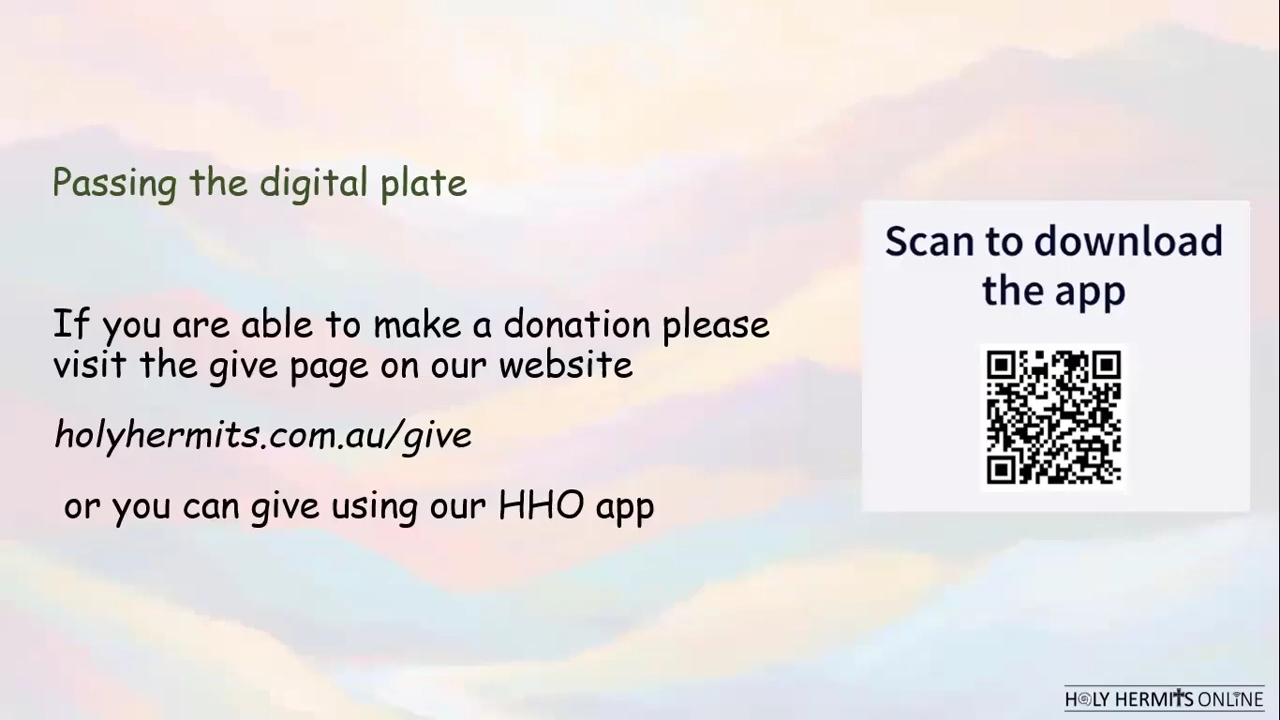 Passing the digital plate
If you are able to make a donation please
visit the give page on our website
holyhermits.com.au/give
or you can give using our HHO app
Scan to download
the app
HOLY HERMITS ONLINE